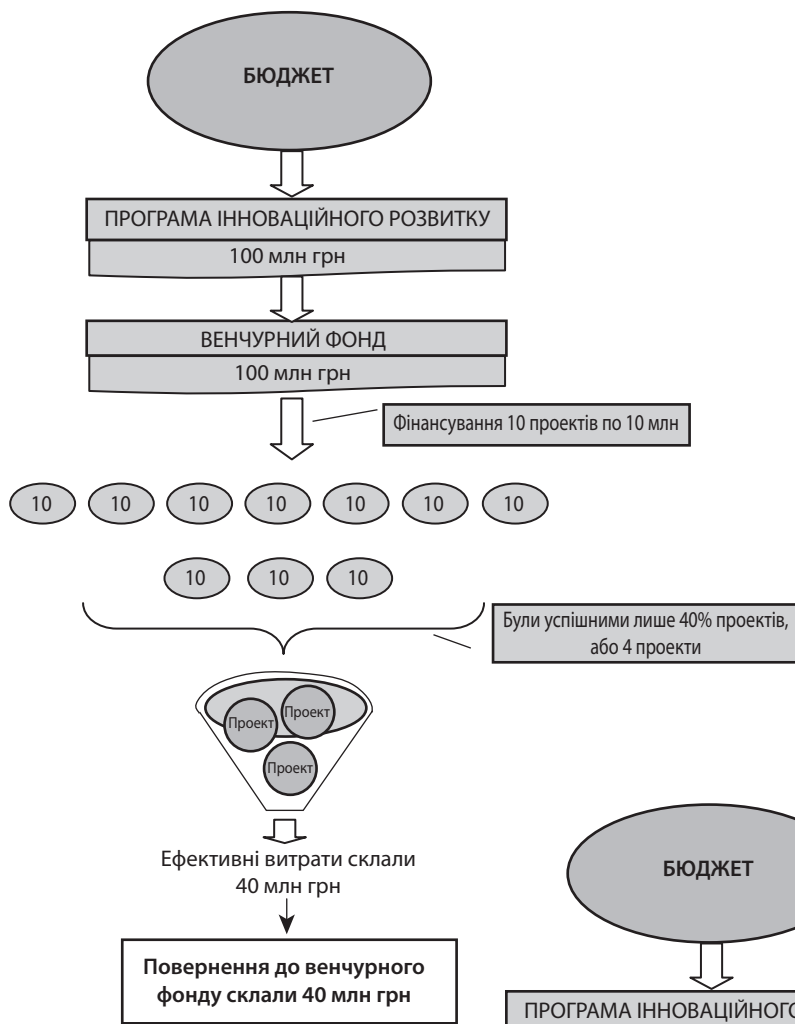 БЮДЖЕТ
ПРОГРАМА ІННОВАЦІЙНОГО РОЗВИТКУ
100 млн грн
ВЕНЧУРНИЙ ФОНД
100 млн грн
Фінансування 10 проектів по 10 млн
10 10 10 10 10 10 10
10 10 10
Були успішними лише 40% проектів,
або 4 проекти
Проект Проект
Проект
Ефективні витрати склали
40 млн грн
Повернення до венчурного
фонду склали 40 млн грн
БЮДЖЕТ
ПРОГРАМА ІННОВАЦІЙНОГО